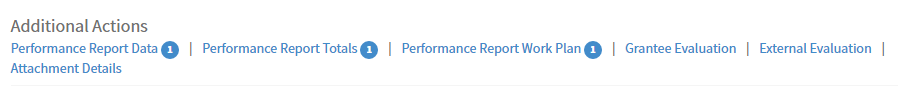 Additional Actions
Performance Report Data 1 | Performance Report Totals 1 | Performance Report Work Plan 1 | Grantee Evaluation | External Evaluation |
Attachment Details